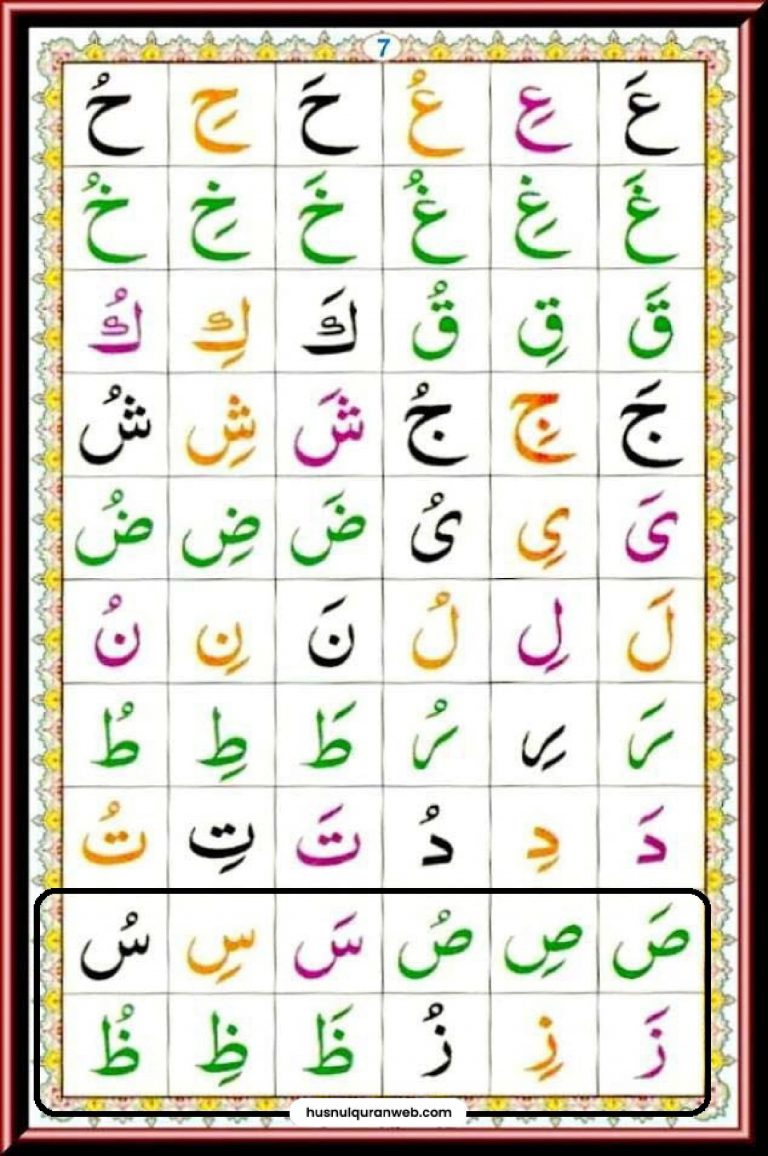 7
عَ عِ عُ حَ حِ حُ
غَ غِ غُ خَ خِ خُ
قَ قِ قُ كَ كِ كُ
جَ جِ جُ شَ شِ شُ
یَ یِ یُ ضَ ضِ ضُ
لَ لِ لُ نَ نِ نُ
رَ رِ رُ طَ طِ طُ
دَ دِ دُ تَ تِ تُ
صَ صِ صُ سَ سِ سُ
زَ زِ زُ ظَ ظِ ظُ
husnulquranweb.com